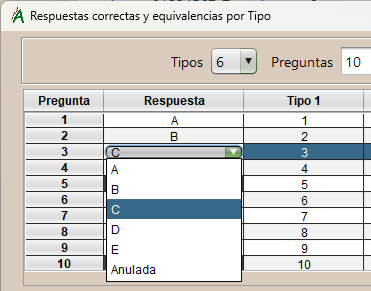 Respuestas correctas y equivalencias por Tipo
Tipos 6 Preguntas 10
Pregunta Respuesta Tipo 1
1 A 1
2 B 2
3 C 3
4 A 4
5 B 5
6 C 6
7 D 7
8 E 8
9 Anulada 9
10 10